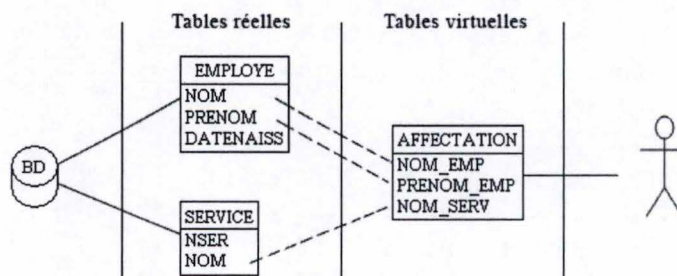 Tables réelles
Tables virtuelles
EMPLOYE
NOM
PRENOM
DATENAISS
BD
SERVICE
NSER
NOM
AFFECTATION
NOM_EMP
PRENOM_EMP
NOM_SERV